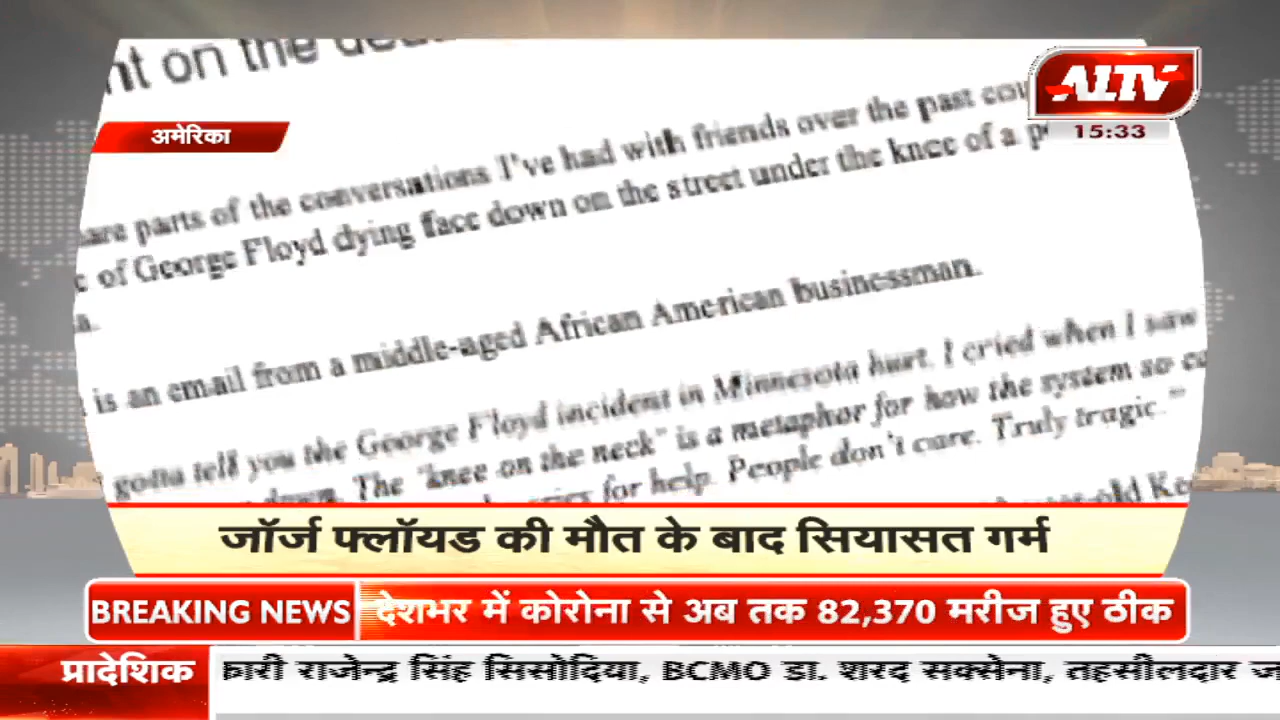 nt on the
ALTV
15:33
अमेरिका
parts of the conversations I've had with friends over the past
of George Floyd dying face down on the street under the knee of a
is an email from a middle-aged African American businessman.
gotta tell you the George Floyd incident in Minnesota hurt. I cried when I saw
down. The "knee on the neck" is a metaphor for how the system so
for help. People don't care. Truly tragic."
जॉर्ज फ्लॉयड की मौत के बाद सियासत गर्म
BREAKING NEWS देशभर में कोरोना से अब तक 82,370 मरीज हुए ठीक
प्रादेशिक राजेन्द्र सिंह सिसोदिया, BCMO डा. शरद सक्सेना, तहसीलदार